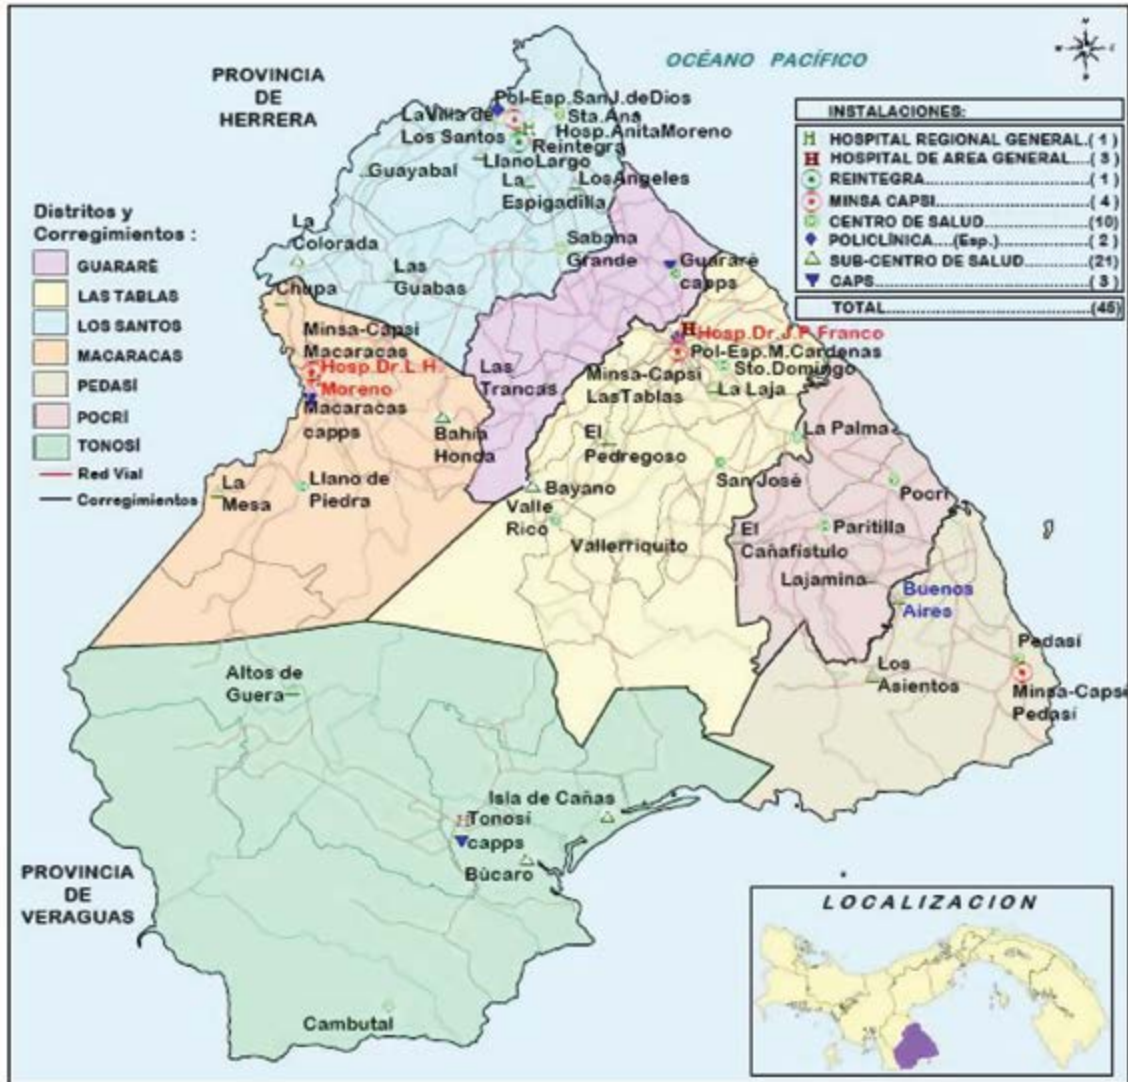 OCÉANO PACÍFICO
PROVINCIA
DE
HERRERA
INSTALACIONES:
HOSPITAL REGIONAL GENERAL.( 1 )
HOSPITAL DE AREA GENERAL....( 3 )
REINTEGRA............................( 1 )
MINSA CAPSI..........................( 4 )
CENTRO DE SALUD...................(10)
POLICLÍNICA....(Esp.)................( 2 )
SUB-CENTRO DE SALUD.............(21)
CAPS....................................( 3 )
TOTAL................................(45)
Distritos y
Corregimientos :
GUARARÉ
LAS TABLAS
LOS SANTOS
MACARACAS
PEDASÍ
POCRÍ
TONOSÍ
Red Vial
Corregimientos
Pol-Esp.SanJ.deDios
LaVilla de
Los Santos
Sta.Ana
Hosp.AnitaMoreno
Reintegra
LlanoLargo
Guayabal
La
Espigadilla
LosAngeles
La
Colorada
Sabana
Grande
Las
Guabas
Guararé
capps
Chupa
Minsa-Capsi
Macaracas
Hosp.Dr.L.H.
Moreno
Macaracas
capps
Las
Trancas
Hosp.Dr.J.P.Franco
Pol-Esp.M.Cardenas
Sto.Domingo
Minsa-Capsi
LasTablas
La Laja
Bahía
Honda
El
Pedregoso
La Palma
La
Mesa
Llano de
Piedra
Bayano
San José
Pocrí
Valle
Rico
Vallerriquito
El
Cañafístulo
Paritilla
Lajamina
Buenos
Aires
Pedasí
Los
Asientos
Minsa-Capsi
Pedasí
Altos de
Guera
Isla de Cañas
Tonosí
capps
Bùcaro
PROVINCIA
DE
VERAGUAS
Cambutal
LOCALIZACION